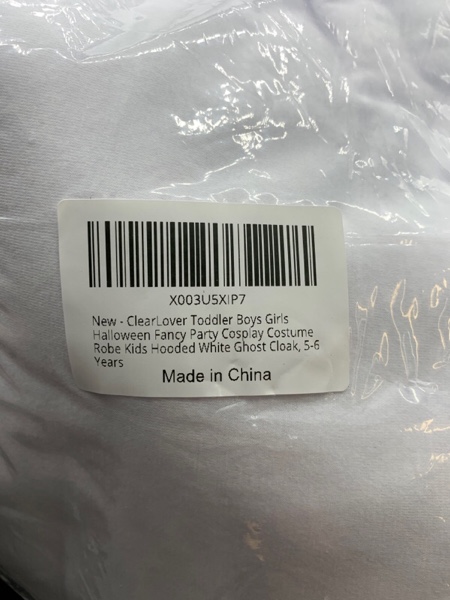 X003U5XIP7
New - ClearLover Toddler Boys Girls
Halloween Fancy Party Cosplay Costume
Robe Kids Hooded White Ghost Cloak, 5-6
Years
Made in China